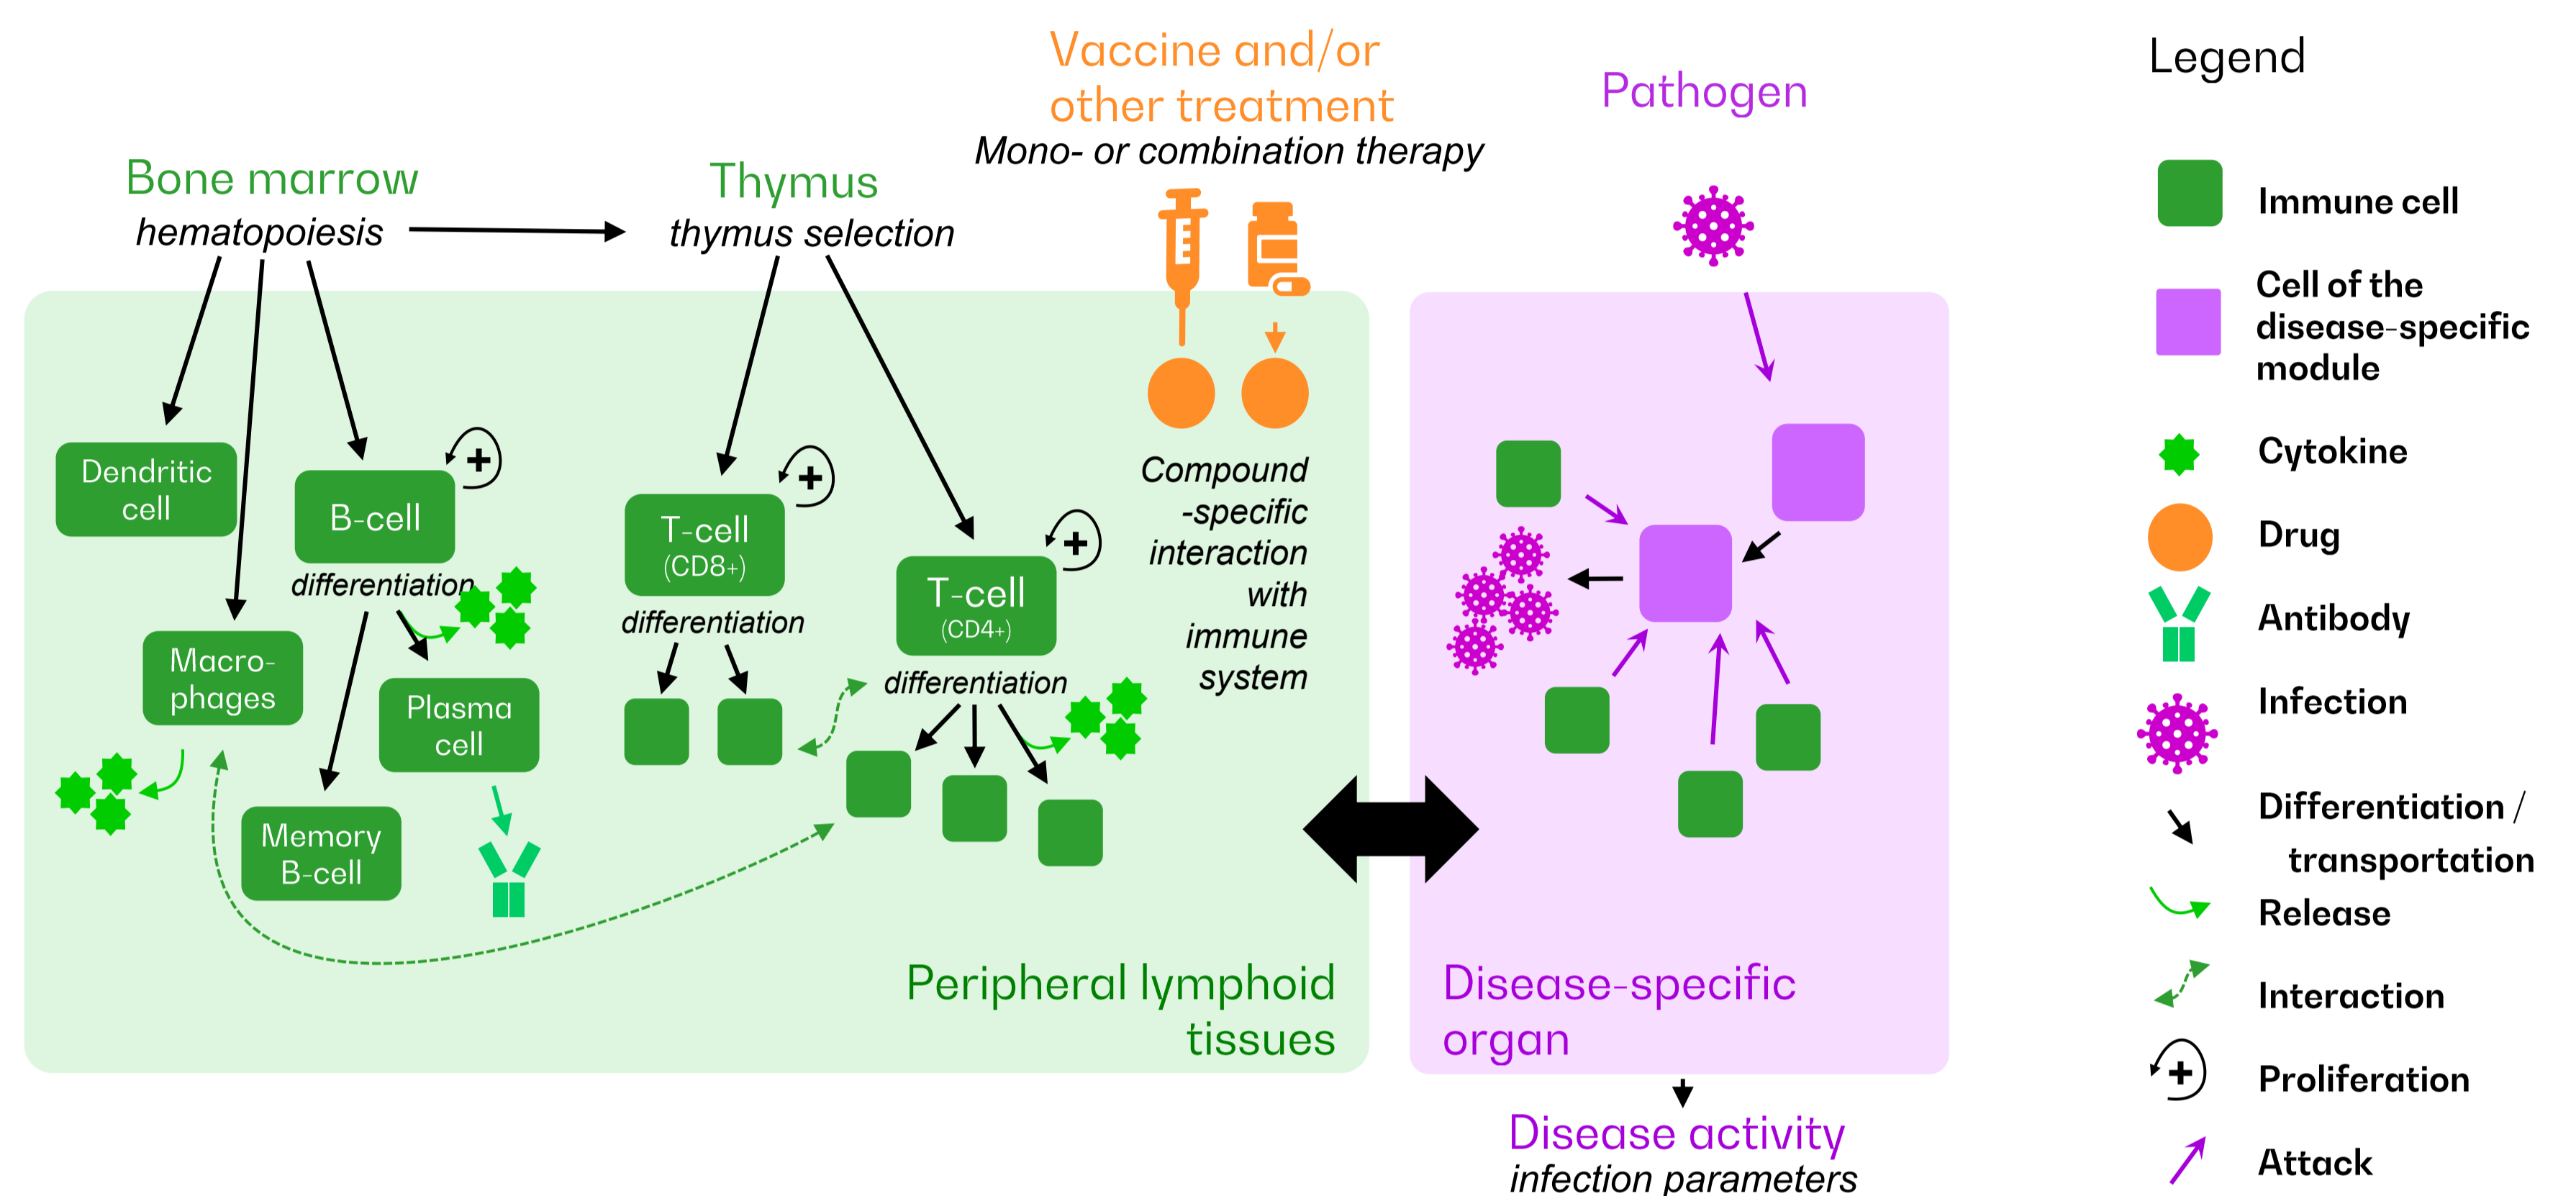 Vaccine and/or
other treatment
Mono- or combination therapy
Pathogen
Bone marrow
hematopoiesis
Thymus
thymus selection
Dendritic
cell
B-cell
+
differentiation
Macro-
phages
Plasma
cell
Memory
B-cell
T-cell
(CD8+)
+
differentiation
T-cell
(CD4+)
+
differentiation
Compound
-specific
interaction
with
immune
system
Peripheral lymphoid
tissues
Disease-specific
organ
Disease activity
infection parameters
Legend
Immune cell
Cell of the
disease-specific
module
Cytokine
Drug
Antibody
Infection
Differentiation /
transportation
Release
Interaction
+
Proliferation
Attack